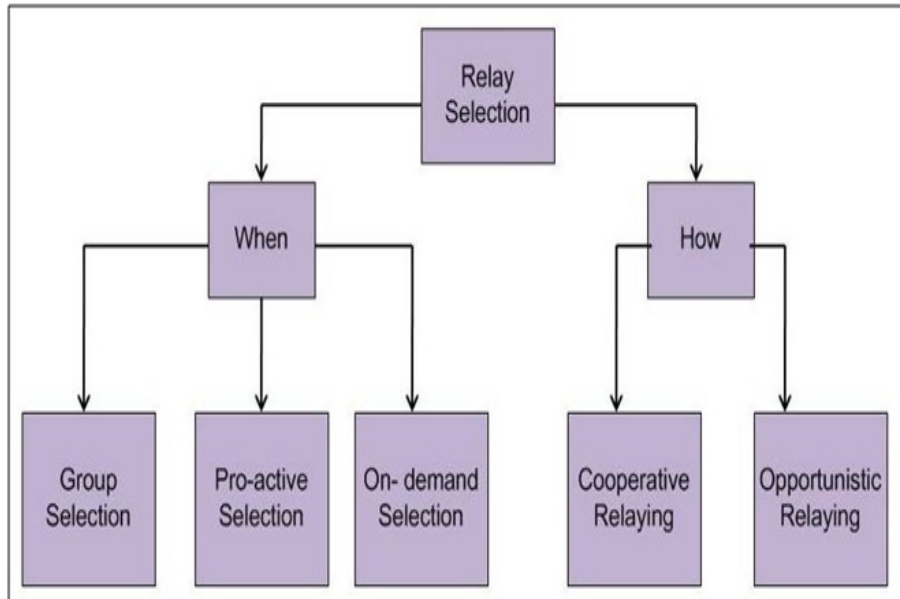 Relay
Selection
When
How
Group
Selection
Pro-active
Selection
On- demand
Selection
Cooperative
Relaying
Opportunistic
Relaying